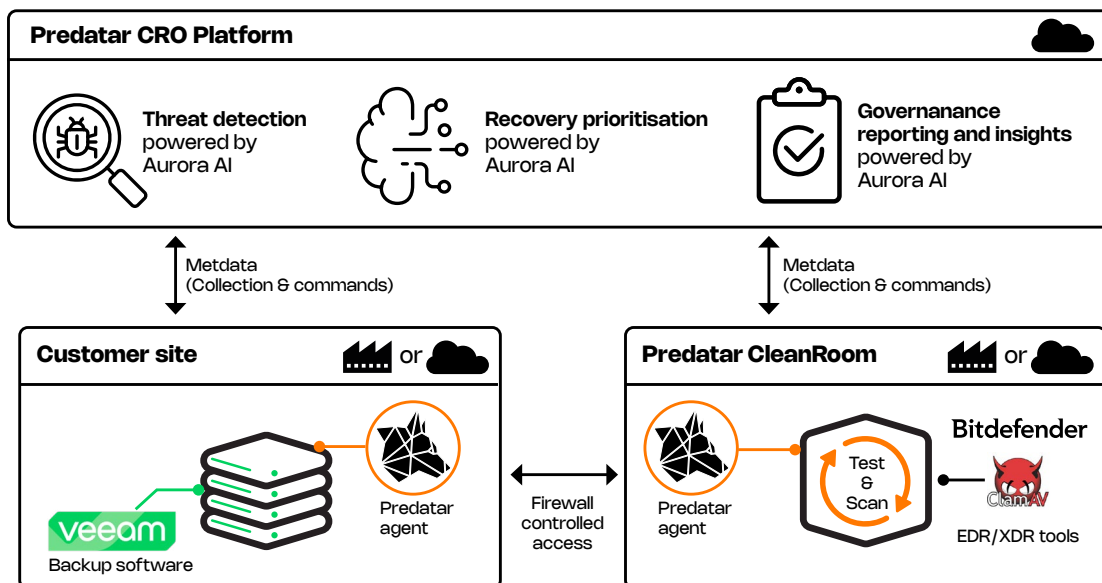 Predatar CRO Platform
Threat detection
powered by
Aurora AI
Recovery prioritisation
powered by
Aurora AI
Governanance
reporting and insights
powered by
Aurora AI
Metdata
(Collection & commands)
Metdata
(Collection & commands)
Customer site
or
Predatar
agent
veeam
Backup software
Firewall
controlled
access
Predatar CleanRoom
or
Predatar
agent
Test
&
Scan
Bitdefender
ClamAV
EDR/XDR tools